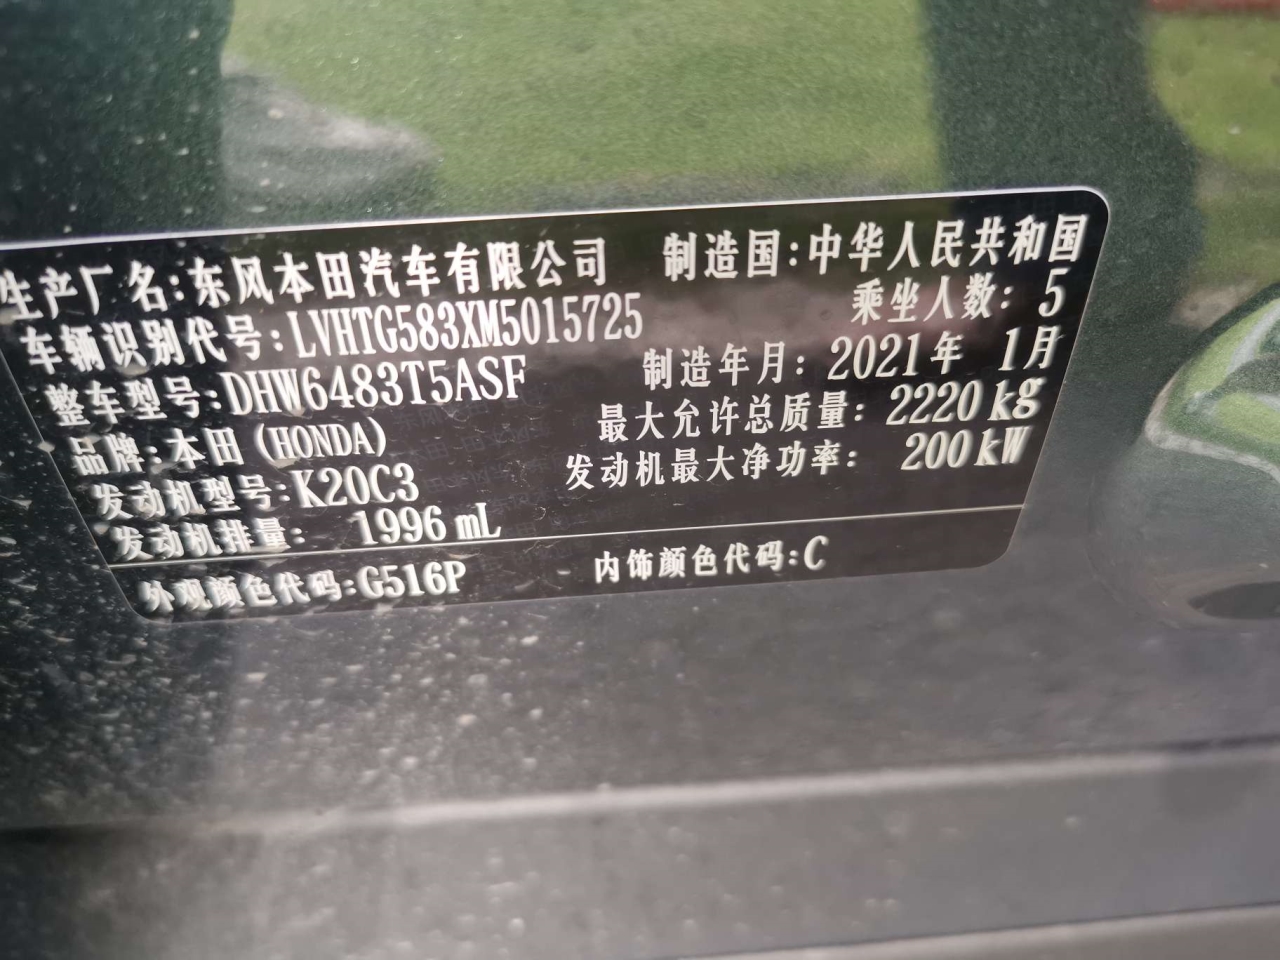 生产厂名:东风本田汽车有限公司 制造国:中华人民共和国
车辆识别代号:LVHTG583XM5015725 乘坐人数: 5
整车型号:DHW6483T5ASF 制造年月: 2021年 1月
品牌:本田(HONDA) 最大允许总质量: 2220 kg
发动机型号:K20C3 发动机最大净功率: 200 kW
发动机排量: 1996 mL
外观颜色代码:G516P 内饰颜色代码:C